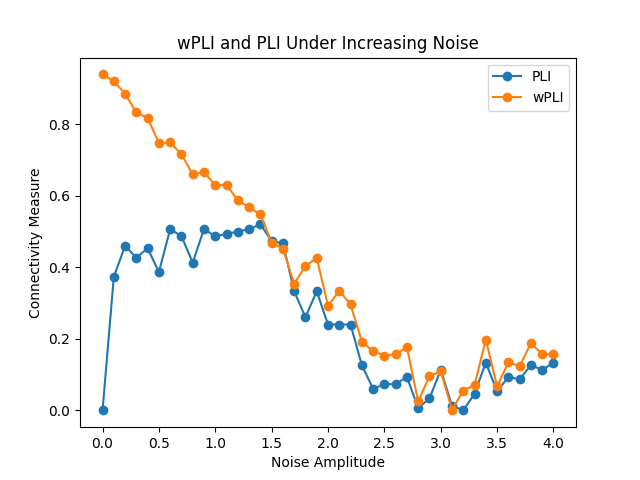 wPLI and PLI Under Increasing Noise
PLI
wPLI
Connectivity Measure
0.8
0.6
0.4
0.2
0.0
0.0 0.5 1.0 1.5 2.0 2.5 3.0 3.5 4.0
Noise Amplitude